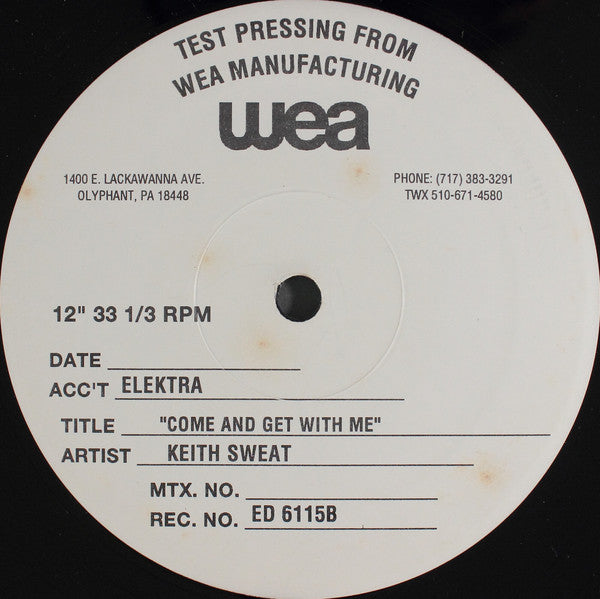 TEST PRESSING FROM
WEA MANUFACTURING
wea
1400 E. LACKAWANNA AVE.
OLYPHANT, PA 18448
PHONE: (717) 383-3291
TWX 510-671-4580
12" 33 1/3 RPM
DATE
ACC'T ELEKTRA
TITLE "COME AND GET WITH ME"
ARTIST KEITH SWEAT
MTX. NO.
REC. NO. ED 6115B